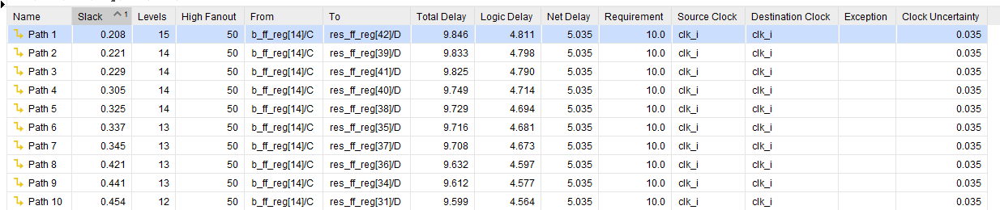 Name Slack 1 Levels High Fanout From To Total Delay Logic Delay Net Delay Requirement Source Clock Destination Clock Exception Clock Uncertainty
Path 1 0.208 15 50 b_ff_reg[14]/C res_ff_reg[42]/D 9.846 4.811 5.035 10.0 clk_i clk_i 0.035
Path 2 0.221 14 50 b_ff_reg[14]/C res_ff_reg[39]/D 9.833 4.798 5.035 10.0 clk_i clk_i 0.035
Path 3 0.229 14 50 b_ff_reg[14]/C res_ff_reg[41]/D 9.825 4.790 5.035 10.0 clk_i clk_i 0.035
Path 4 0.305 14 50 b_ff_reg[14]/C res_ff_reg[40]/D 9.749 4.714 5.035 10.0 clk_i clk_i 0.035
Path 5 0.325 14 50 b_ff_reg[14]/C res_ff_reg[38]/D 9.729 4.694 5.035 10.0 clk_i clk_i 0.035
Path 6 0.337 13 50 b_ff_reg[14]/C res_ff_reg[35]/D 9.716 4.681 5.035 10.0 clk_i clk_i 0.035
Path 7 0.345 13 50 b_ff_reg[14]/C res_ff_reg[37]/D 9.708 4.673 5.035 10.0 clk_i clk_i 0.035
Path 8 0.421 13 50 b_ff_reg[14]/C res_ff_reg[36]/D 9.632 4.597 5.035 10.0 clk_i clk_i 0.035
Path 9 0.441 13 50 b_ff_reg[14]/C res_ff_reg[34]/D 9.612 4.577 5.035 10.0 clk_i clk_i 0.035
Path 10 0.454 12 50 b_ff_reg[14]/C res_ff_reg[31]/D 9.599 4.564 5.035 10.0 clk_i clk_i 0.035